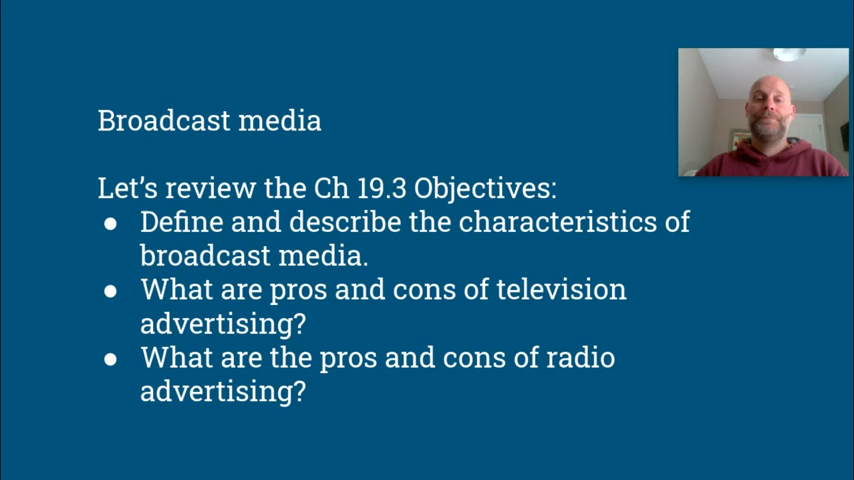 Broadcast media
Let’s review the Ch 19.3 Objectives:
● Define and describe the characteristics of
broadcast media.
● What are pros and cons of television
advertising?
● What are the pros and cons of radio
advertising?